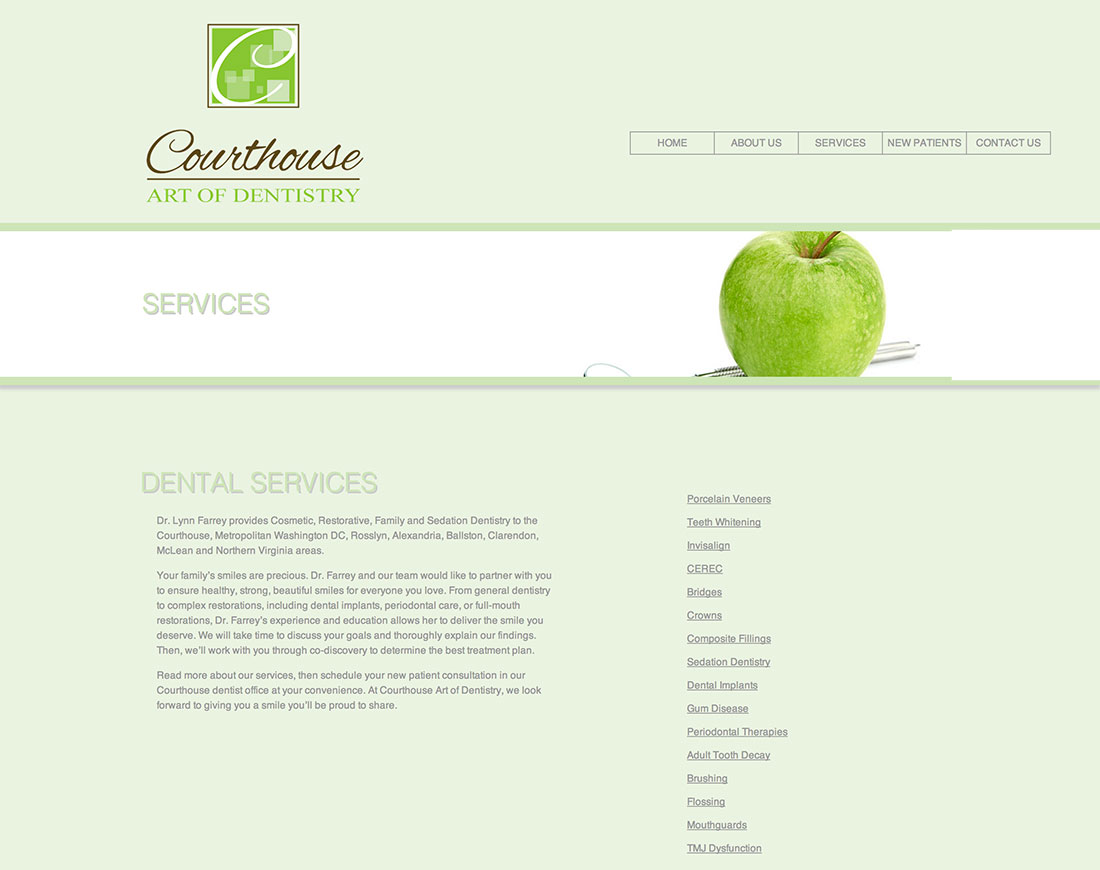 Courthouse
ART OF DENTISTRY
HOME ABOUT US SERVICES NEW PATIENTS CONTACT US
SERVICES
DENTAL SERVICES
Dr. Lynn Farrey provides Cosmetic, Restorative, Family and Sedation Dentistry to the
Courthouse, Metropolitan Washington DC, Rosslyn, Alexandria, Ballston, Clarendon,
McLean and Northern Virginia areas.
Your family's smiles are precious. Dr. Farrey and our team would like to partner with you
to ensure healthy, strong, beautiful smiles for everyone you love. From general dentistry
to complex restorations, including dental implants, periodontal care, or full-mouth
restorations, Dr. Farrey's experience and education allows her to deliver the smile you
deserve. We will take time to discuss your goals and thoroughly explain our findings.
Then, we'll work with you through co-discovery to determine the best treatment plan.
Read more about our services, then schedule your new patient consultation in our
Courthouse dentist office at your convenience. At Courthouse Art of Dentistry, we look
forward to giving you a smile you'll be proud to share.
Porcelain Veneers
Teeth Whitening
Invisalign
CEREC
Bridges
Crowns
Composite Fillings
Sedation Dentistry
Dental Implants
Gum Disease
Periodontal Therapies
Adult Tooth Decay
Brushing
Flossing
Mouthguards
TMJ Dysfunction